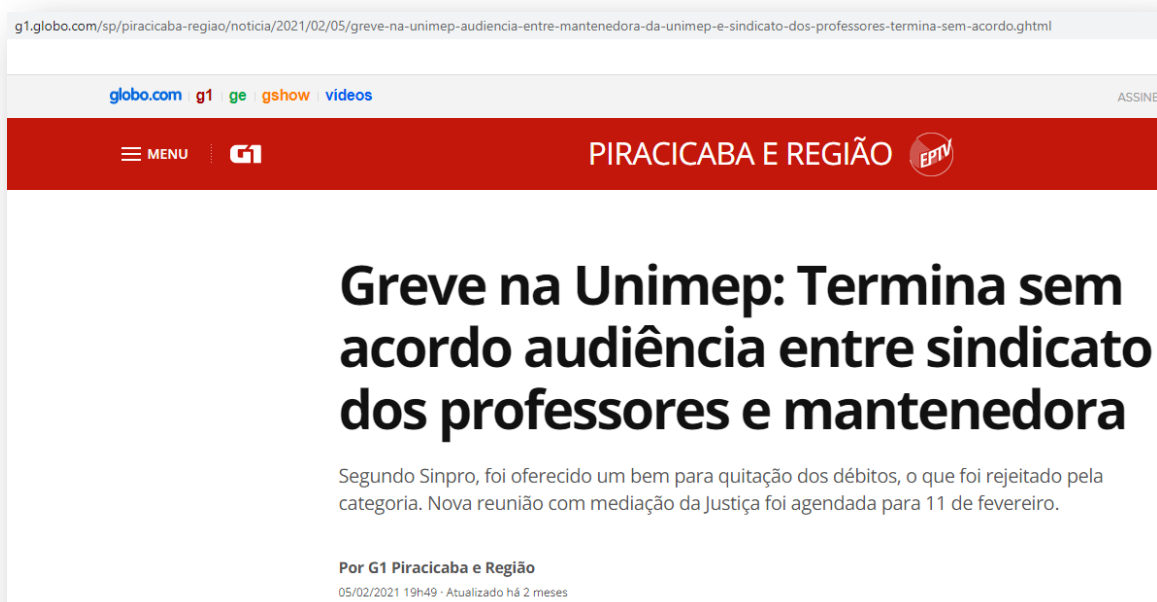 g1.globo.com/sp/piracicaba-regiao/noticia/2021/02/05/greve-na-unimep-audiencia-entre-mantenedora-da-unimep-e-sindicato-dos-professores-termina-sem-acordo.ghtml
globo.com g1 ge gshow vídeos ASSINE
MENU G1 PIRACICABA E REGIÃO EPTV
Greve na Unimep: Termina sem
acordo audiência entre sindicato
dos professores e mantenedora
Segundo Sinpro, foi oferecido um bem para quitação dos débitos, o que foi rejeitado pela
categoria. Nova reunião com mediação da Justiça foi agendada para 11 de fevereiro.
Por G1 Piracicaba e Região
05/02/2021 19h49 · Atualizado há 2 meses